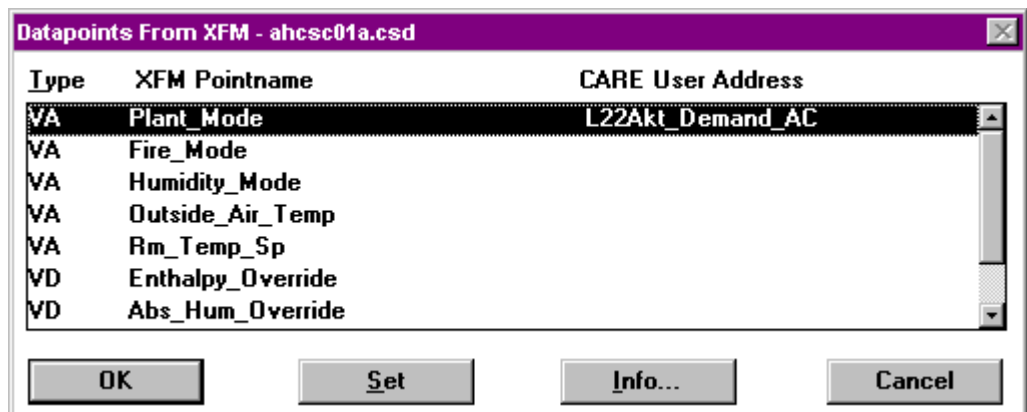 Datapoints From XFM - ahcsc01a.csd
Type XFM Pointname CARE User Address
VA Plant_Mode L22Akt_Demand_AC
VA Fire_Mode
VA Humidity_Mode
VA Outside_Air_Temp
VA Rm_Temp_Sp
VD Enthalpy_Override
VD Abs_Hum_Override
OK Set Info... Cancel